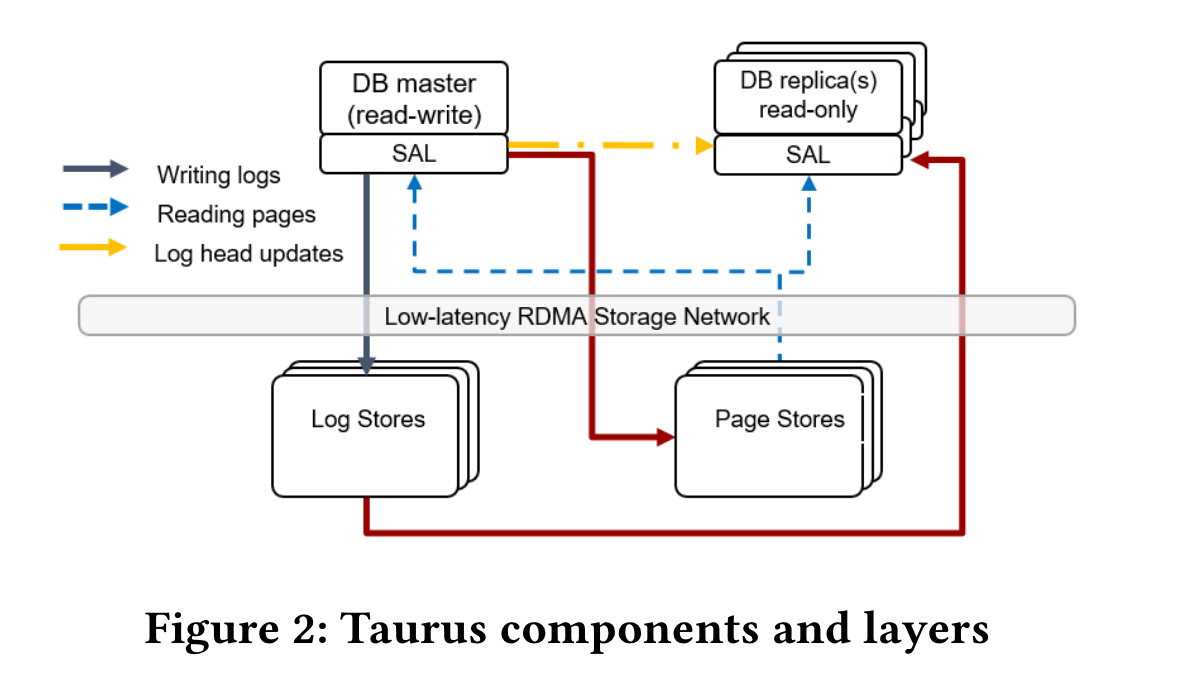 DB master
(read-write)
SAL
DB replica(s)
read-only
SAL
Writing logs
Reading pages
Log head updates
Low-latency RDMA Storage Network
Log Stores
Page Stores
Figure 2: Taurus components and layers